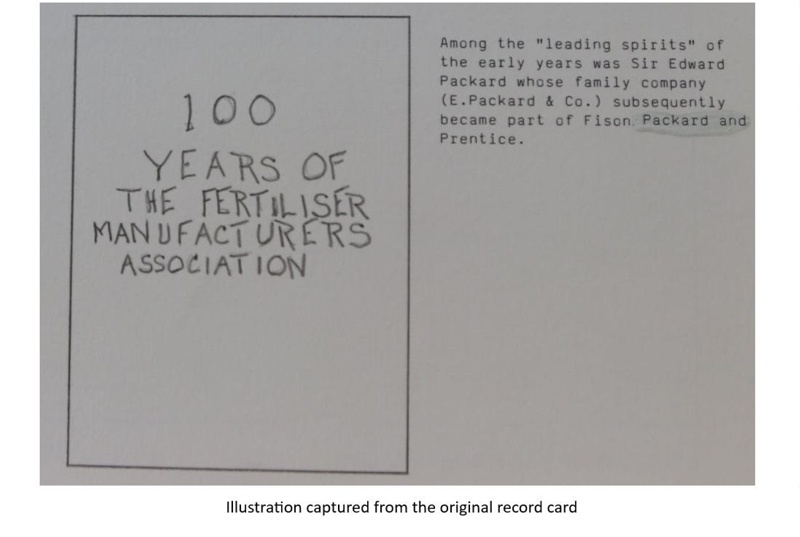 100
YEARS OF
THE FERTILISER
MANUFACTURERS
ASSOCIATION
Among the "leading spirits" of
the early years was Sir Edward
Packard whose family company
(E.Packard & Co.) subsequently
became part of Fison Packard and
Prentice.
Illustration captured from the original record card